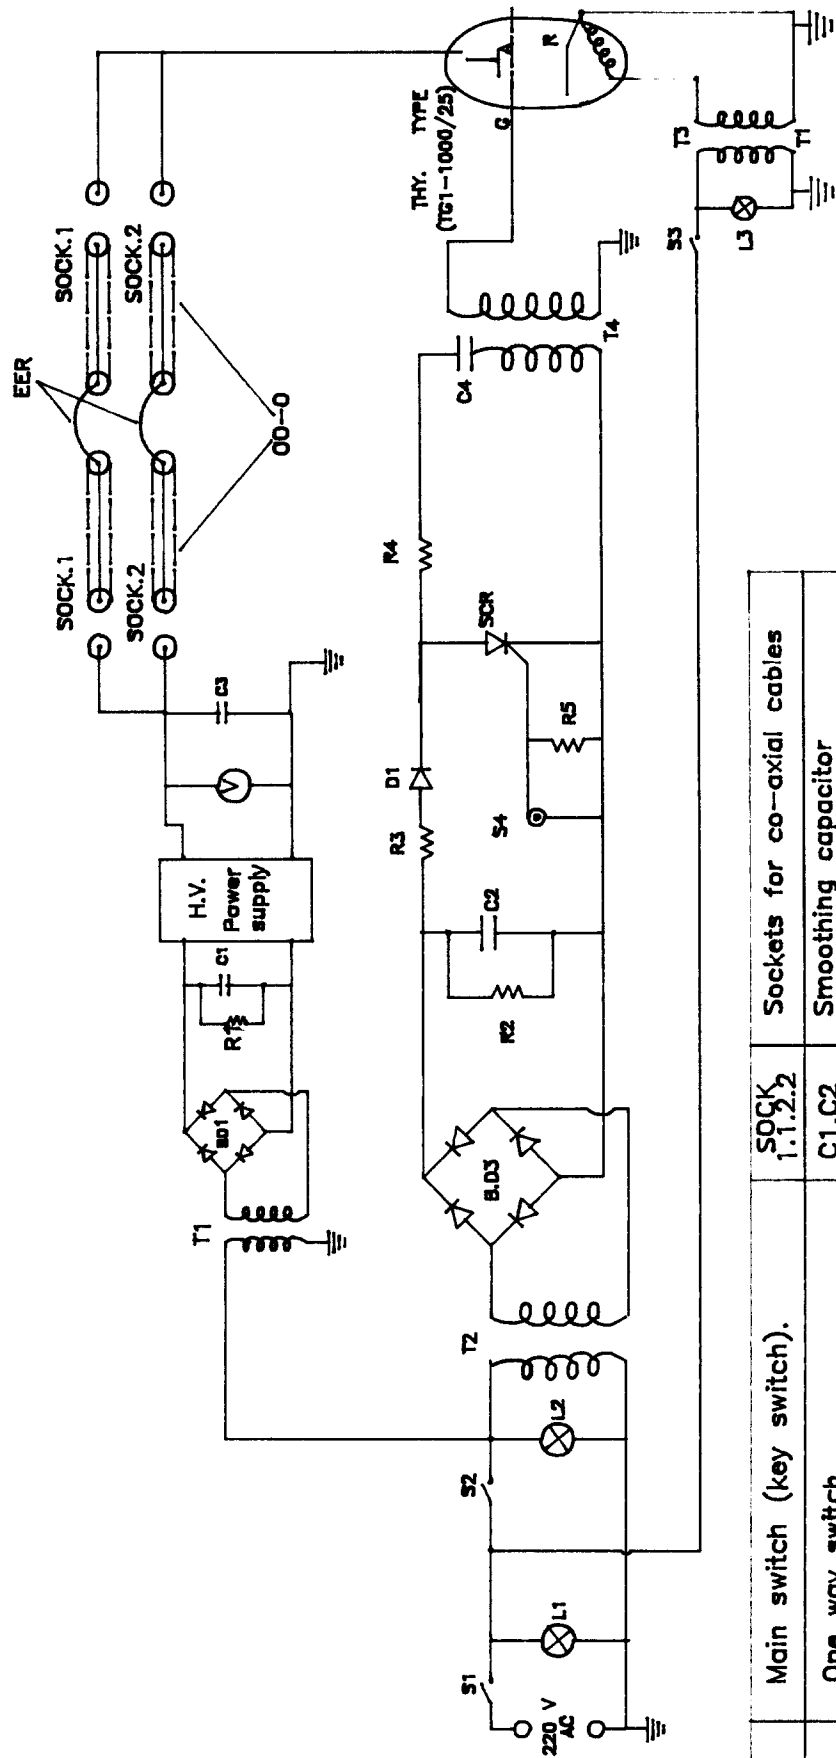 EER
SOCK.1
SOCK.1
SOCK.2
SOCK.2
00-0
THY. TYPE
(TG1-1000/25)
G
R
C3
V
H.V.
Power
supply
C1
R1
BD1
T1
T3
T1
S3
L3
T4
C4
R4
SCR
D1
R3
R5
S4
C2
R2
B.D3
T2
L2
S2
L1
S1
220 V
AC
Main switch (key switch).
SOCK
1.1.2.2
Sockets for co-axial cables
One way switch
C1.C2
Smoothing capacitor